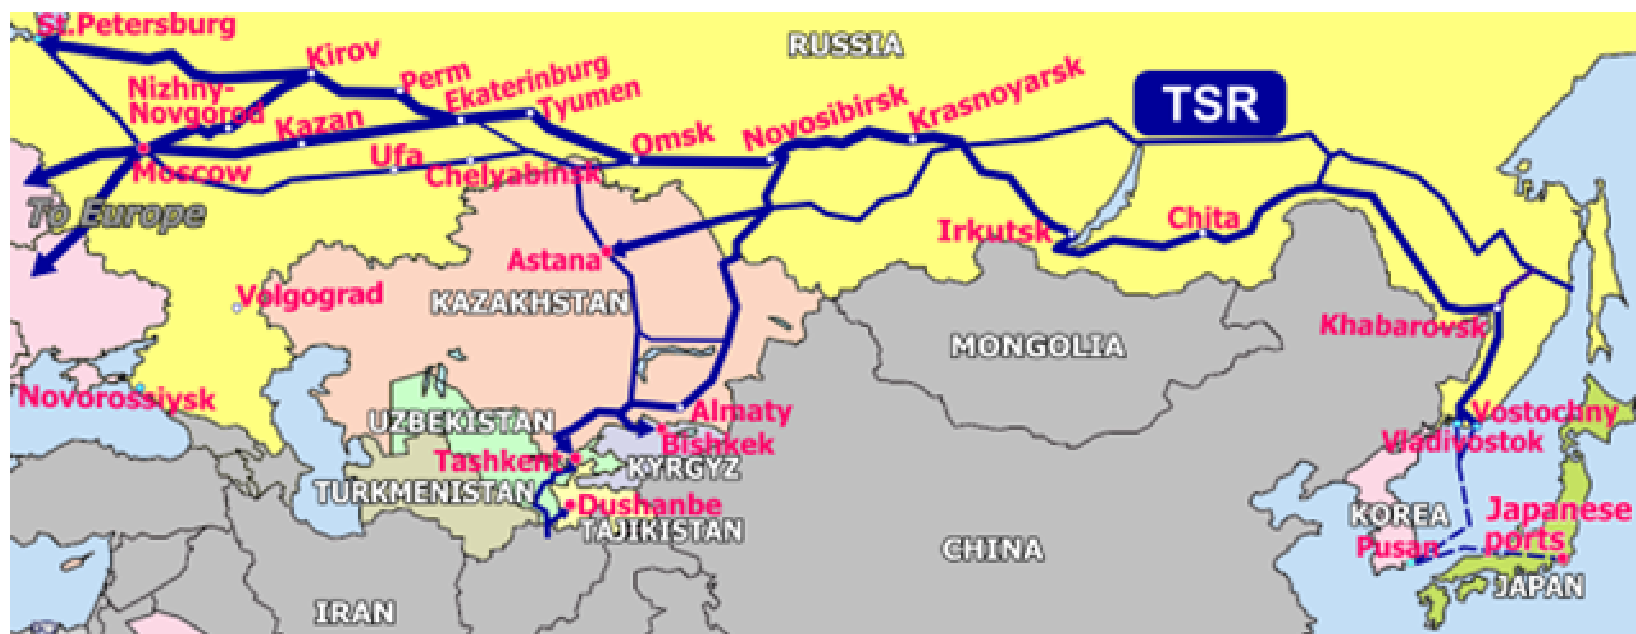 St.Petersburg
RUSSIA
Kirov
Perm
Ekaterinburg
Tyumen
Nizhny-
Novgorod
Kazan
Omsk
Novosibirsk
Krasnoyarsk
TSR
Moscow
Ufa
Chelyabinsk
To Europe
Irkutsk
Chita
Astana
Volgograd
KAZAKHSTAN
MONGOLIA
Khabarovsk
Novorossiysk
UZBEKISTAN
Almaty
Bishkek
Vostochny
Vladivostok
Tashkent
KYRGYZ
TURKMENISTAN
Dushanbe
TAJIKISTAN
CHINA
KOREA
Pusan
Japanese
ports
JAPAN
IRAN